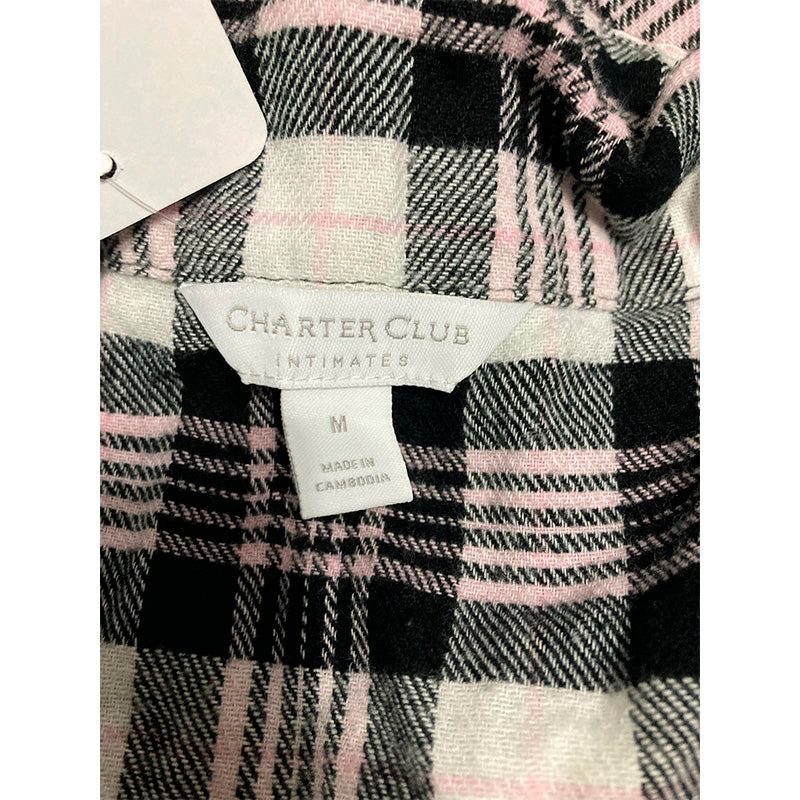 CHARTER CLUB
INTIMATES
M
MADE IN
CAMBODIA